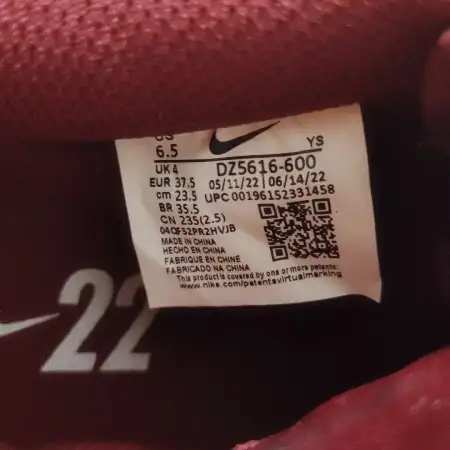 US
6.5 YS
UK 4 DZ5616-600
EUR 37.5 05/11/22 06/14/22
cm 23.5 UPC 00196152331458
BR 35.5
CN 235(2.5)
MADE IN CHINA
HECHO EN CHINA
FABRIQUE EN CHINE
FABRICADO NA CHINA
This product is covered by one or more patents:
www.nike.com/patentsvirtualmarking
22